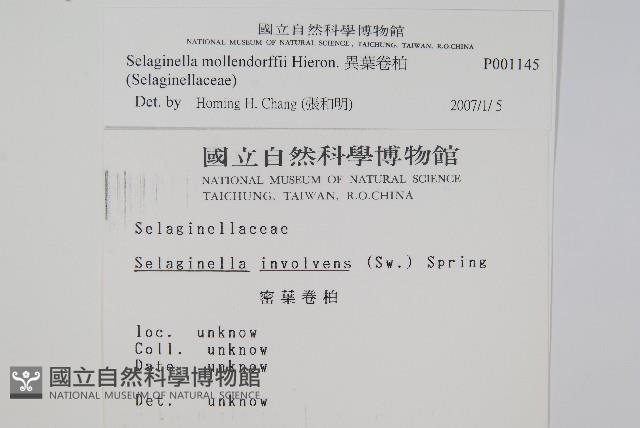 國立自然科學博物館
NATIONAL MUSEUM OF NATURAL SCIENCE, TAICHUNG, TAIWAN, R.O.CHINA
Selaginella mollendorffii Hieron. 異葉卷柏 P001145
(Selaginellaceae)
Det. by Homing H. Chang (張和明) 2007/1/5
國立自然科學博物館
NATIONAL MUSEUM OF NATURAL SCIENCE
TAICHUNG, TAIWAN, R.O.CHINA
Selaginellaceae
Selaginella involvens (Sw.) Spring
密葉卷柏
loc. unknow
Coll. unknow
Date. unknow
國立自然科學博物館
NATIONAL MUSEUM OF NATURAL SCIENCE
Det. unknow